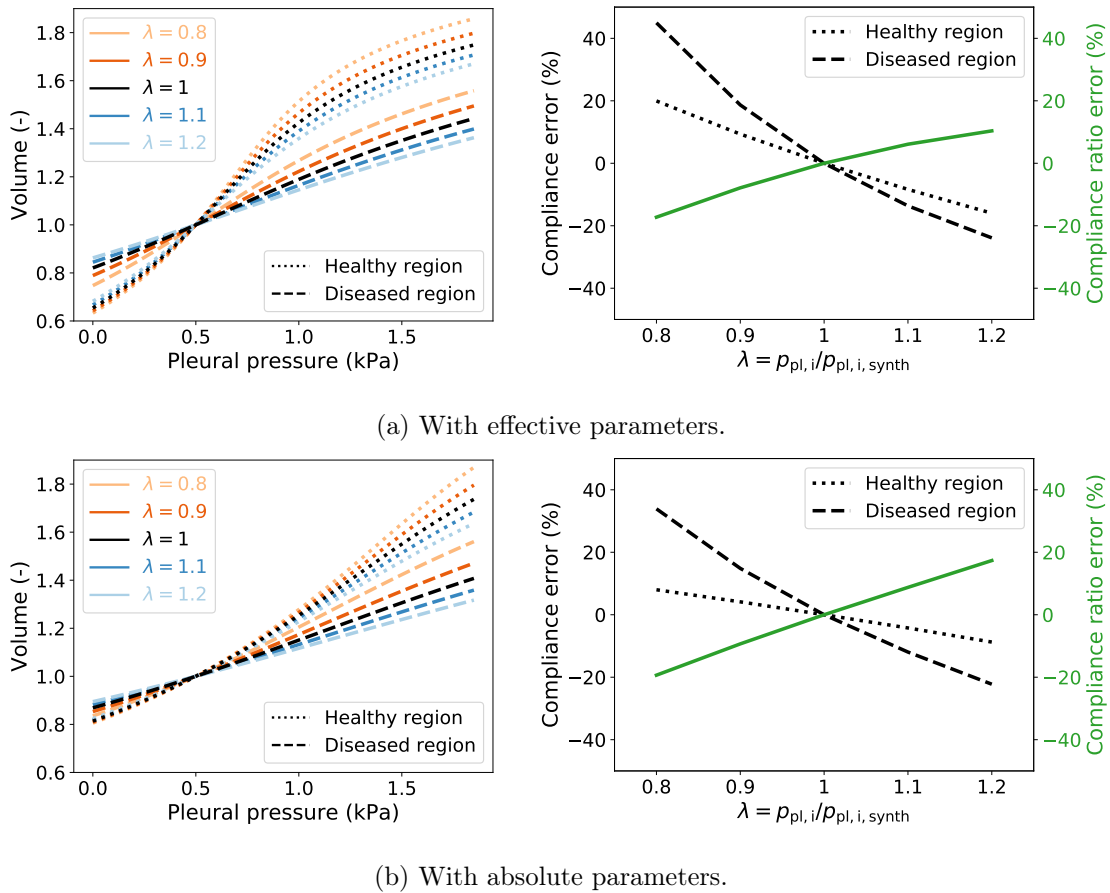 1.8
1.6
1.4
1.2
1.0
0.8
0.6
Volume (-)
λ = 0.8
λ = 0.9
λ = 1
λ = 1.1
λ = 1.2
Healthy region
Diseased region
0.0 0.5 1.0 1.5
Pleural pressure (kPa)
40
20
0
−20
−40
Compliance error (%)
Healthy region
Diseased region
40
20
0
−20
−40
Compliance ratio error (%)
0.8 0.9 1 1.1 1.2
λ = p_pl, i/p_pl, i, synth
(a) With effective parameters.
1.8
1.6
1.4
1.2
1.0
0.8
0.6
Volume (-)
λ = 0.8
λ = 0.9
λ = 1
λ = 1.1
λ = 1.2
Healthy region
Diseased region
0.0 0.5 1.0 1.5
Pleural pressure (kPa)
40
20
0
−20
−40
Compliance error (%)
Healthy region
Diseased region
40
20
0
−20
−40
Compliance ratio error (%)
0.8 0.9 1 1.1 1.2
λ = p_pl, i/p_pl, i, synth
(b) With absolute parameters.